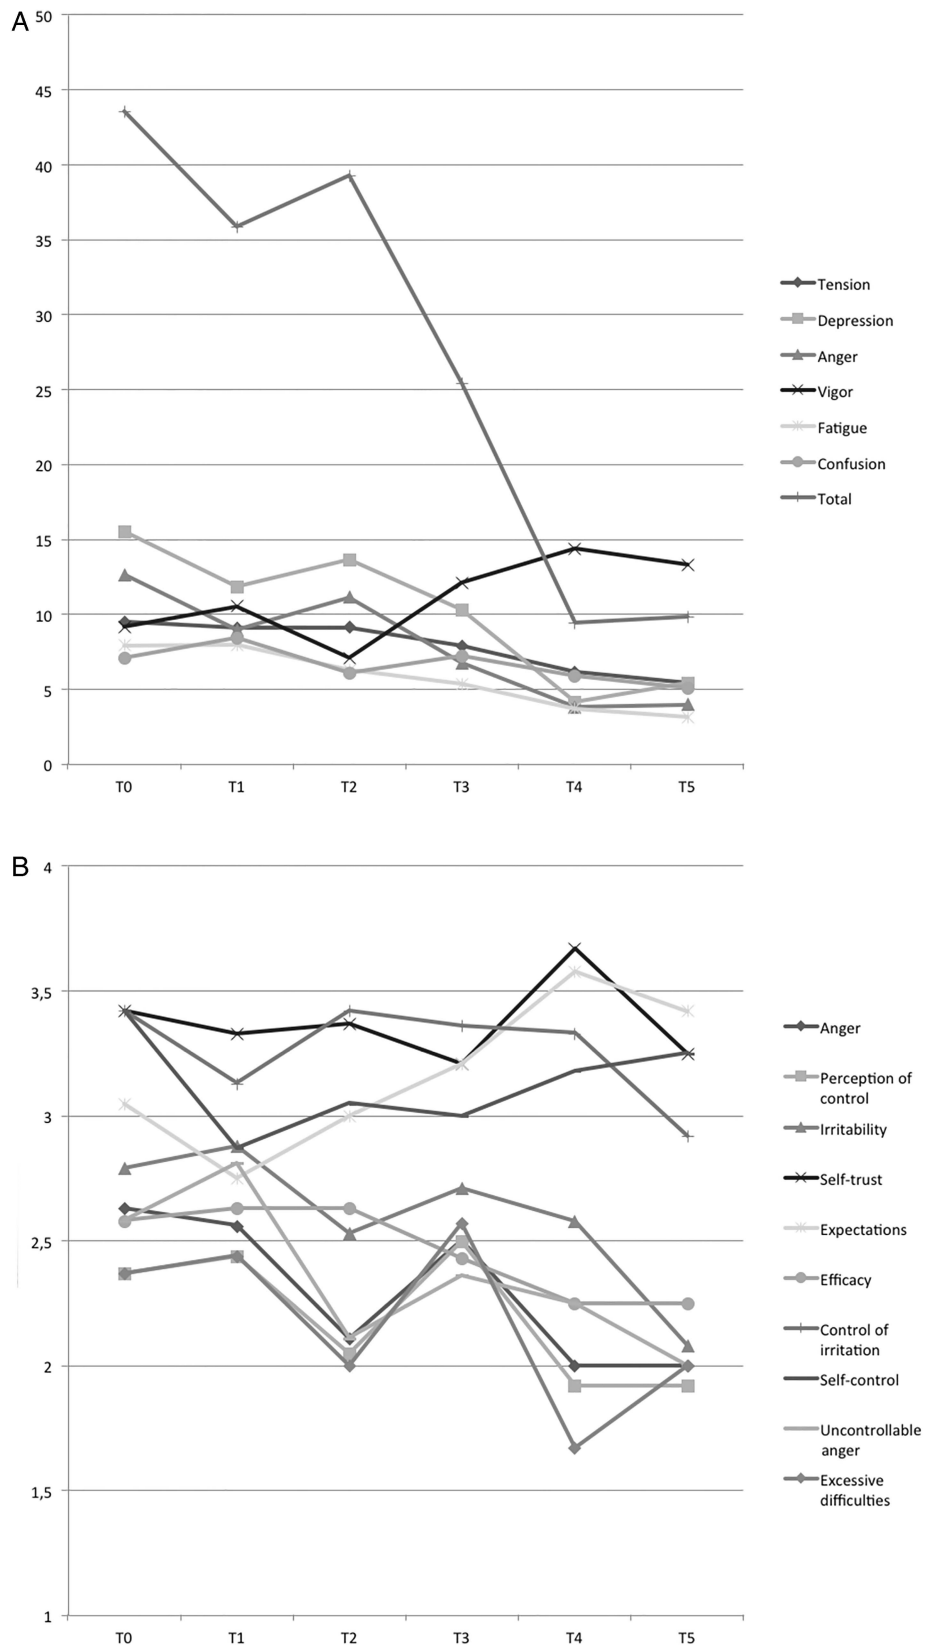 A
50
45
40
35
30
25
20
15
10
5
0
T0 T1 T2 T3 T4 T5
Tension
Depression
Anger
Vigor
Fatigue
Confusion
Total
B
4
3,5
3
2,5
2
1,5
1
T0 T1 T2 T3 T4 T5
Anger
Perception of
control
Irritability
Self-trust
Expectations
Efficacy
Control of
irritation
Self-control
Uncontrollable
anger
Excessive
difficulties